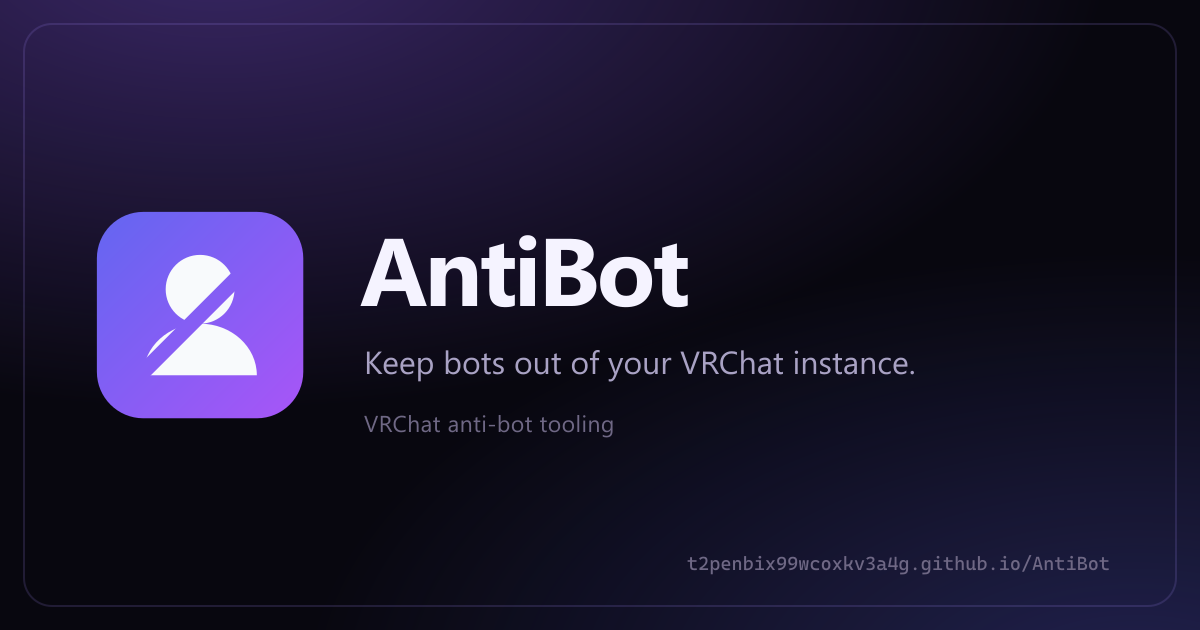 AntiBot
Keep bots out of your VRChat instance.
VRChat anti-bot tooling
t2penbix99wcoxkv3a4g.github.io/AntiBot